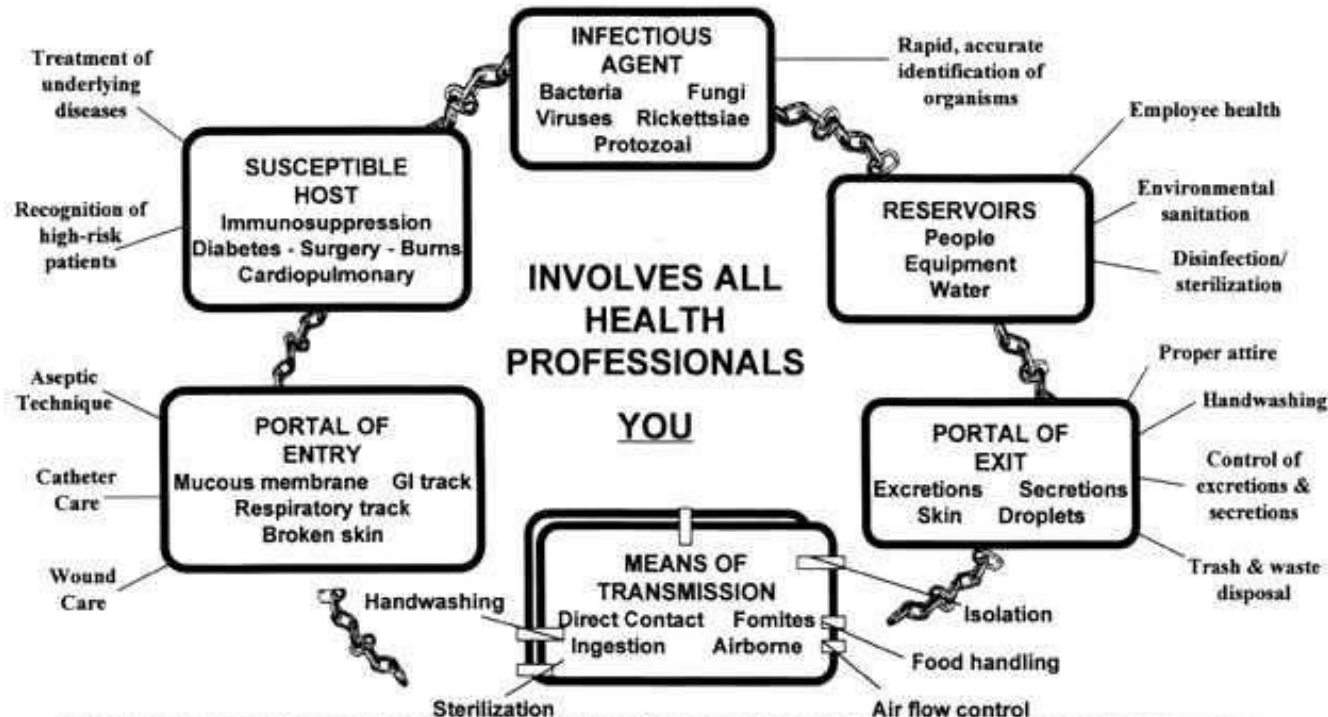 INFECTIOUS
AGENT
Bacteria Fungi
Viruses Rickettsiae
Protozoai
Rapid, accurate
identification of
organisms
Treatment of
underlying
diseases
SUSCEPTIBLE
HOST
Immunosuppression
Diabetes - Surgery - Burns
Cardiopulmonary
Recognition of
high-risk
patients
Employee health
Environmental
sanitation
Disinfection/
sterilization
RESERVOIRS
People
Equipment
Water
INVOLVES ALL
HEALTH
PROFESSIONALS
YOU
Aseptic
Technique
Catheter
Care
Wound
Care
PORTAL OF
ENTRY
Mucous membrane GI track
Respiratory track
Broken skin
PORTAL OF
EXIT
Excretions Secretions
Skin Droplets
Proper attire
Handwashing
Control of
excretions &
secretions
Trash & waste
disposal
MEANS OF
TRANSMISSION
Direct Contact Fomites
Ingestion Airborne
Handwashing
Sterilization
Isolation
Food handling
Air flow control